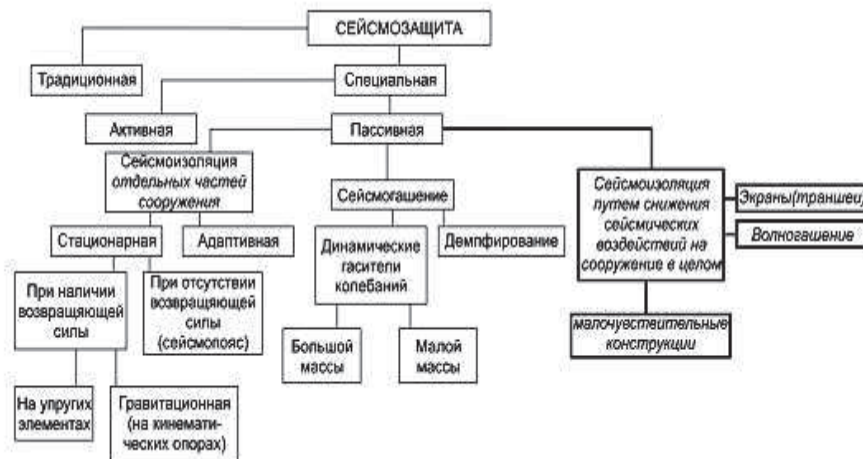 СЕЙСМОЗАЩИТА
Традиционная
Специальная
Активная
Пассивная
Сейсмоизоляция
отдельных частей
сооружения
Сейсмогашение
Сейсмоизоляция
путем снижения
сейсмических
воздействий на
сооружение в целом
Экраны(траншеи)
Волногашение
Стационарная
Адаптивная
Динамические
гасители
колебаний
Демпфирование
При наличии
возвращающей
силы
При отсутствии
возвращающей
силы
(сейсмопояс)
Большой
массы
Малой
массы
малочувствительные
конструкции
На упругих
элементах
Гравитационная
(на кинемати-
ческих опорах)